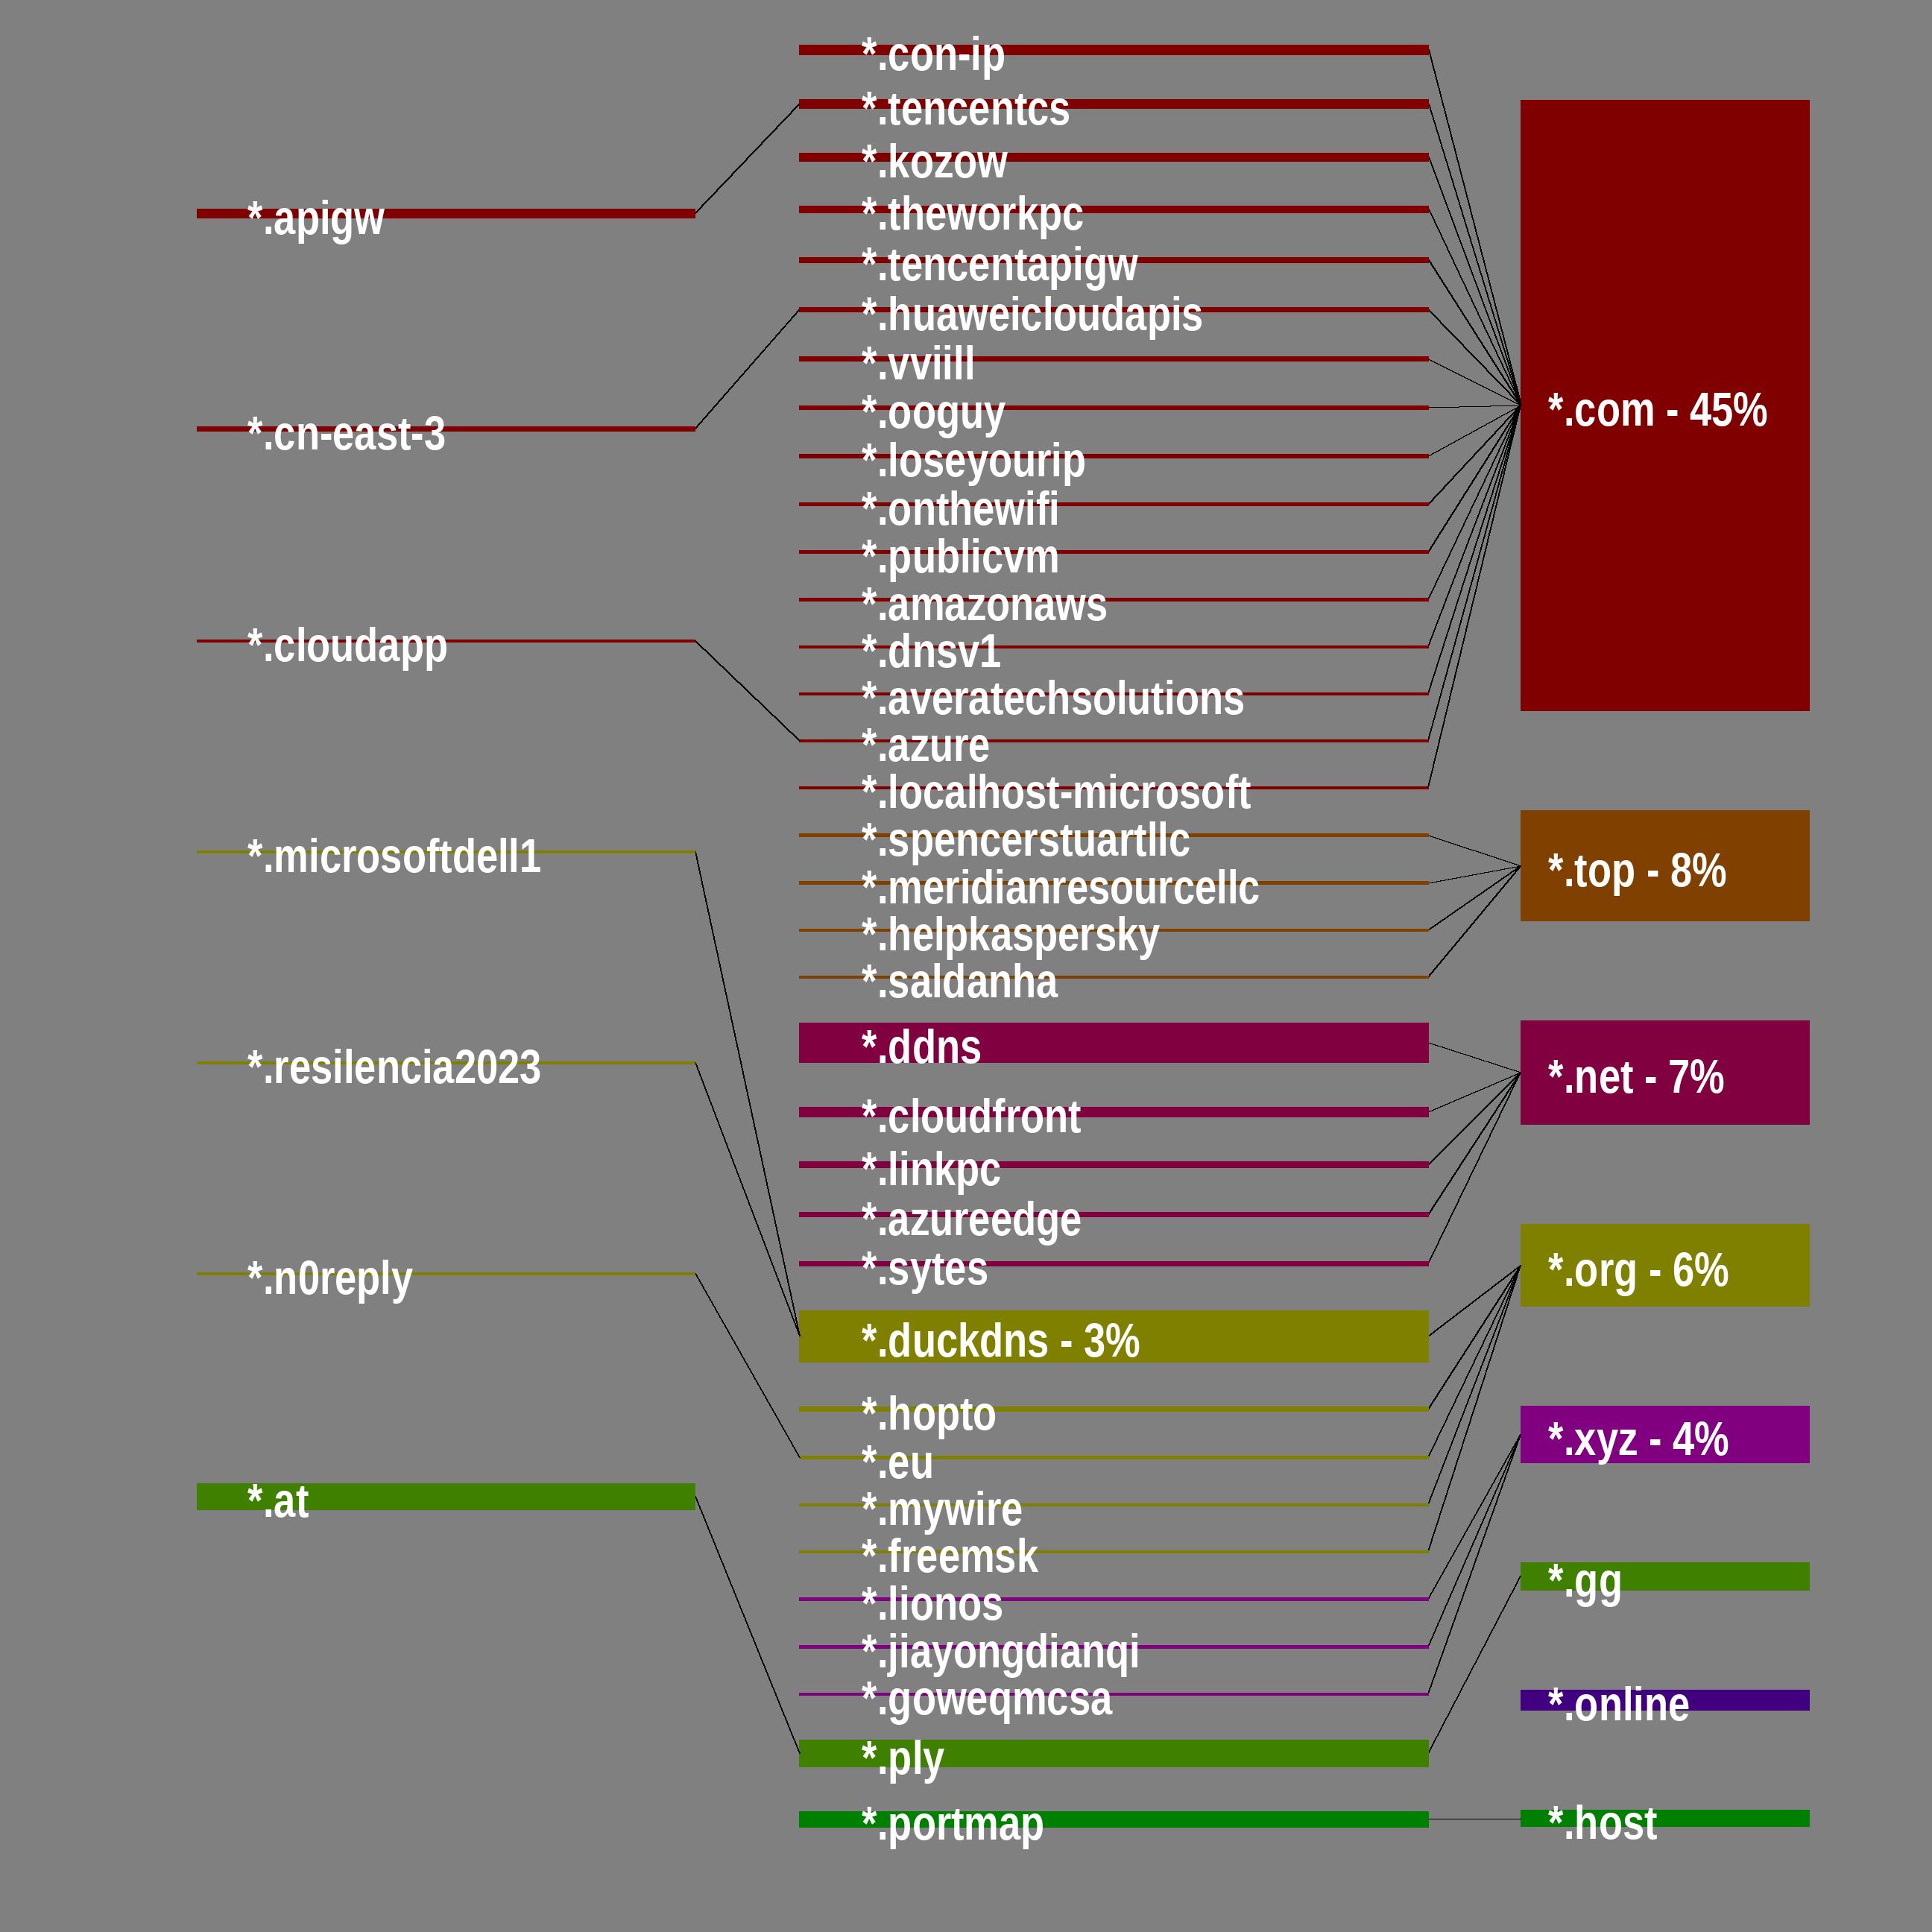 *.apigw
*.cn-east-3
*.cloudapp
*.microsoftdell1
*.resilencia2023
*.n0reply
*.at
*.con-ip
*.tencentcs
*.kozow
*.theworkpc
*.tencentapigw
*.huaweicloudapis
*.vviill
*.ooguy
*.loseyourip
*.onthewifi
*.publicvm
*.amazonaws
*.dnsv1
*.averatechsolutions
*.azure
*.localhost-microsoft
*.spencerstuartllc
*.meridianresourcellc
*.helpkaspersky
*.saldanha
*.ddns
*.cloudfront
*.linkpc
*.azureedge
*.sytes
*.duckdns - 3%
*.hopto
*.eu
*.mywire
*.freemsk
*.lionos
*.jiayongdianqi
*.goweqmcsa
*.ply
*.portmap
*.com - 45%
*.top - 8%
*.net - 7%
*.org - 6%
*.xyz - 4%
*.gg
*.online
*.host